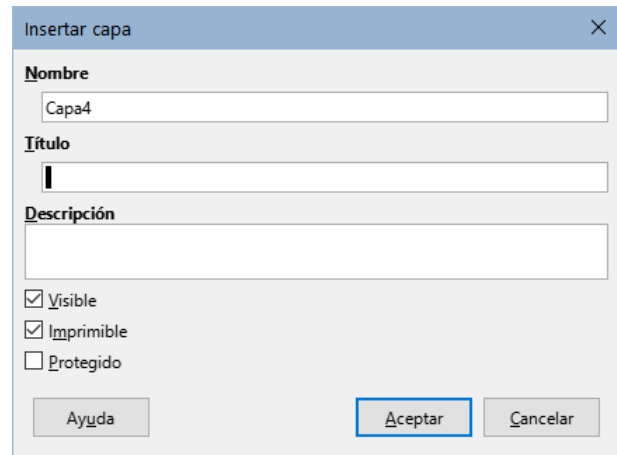 Insertar capa
Nombre
Capa4
Título
Descripción
Visible
Imprimible
Protegido
Ayuda Aceptar Cancelar